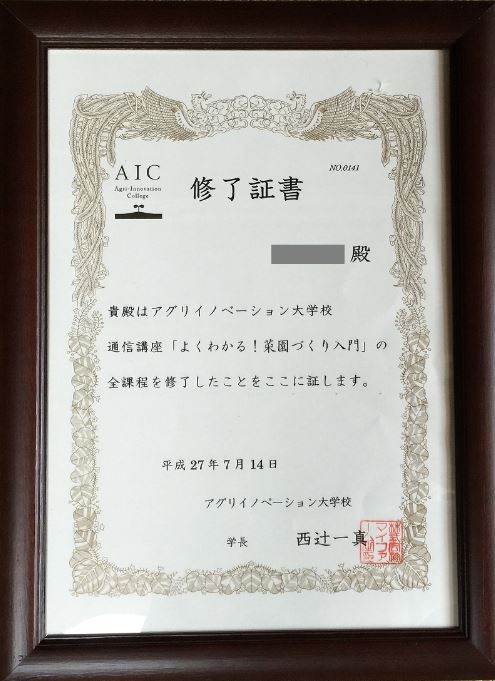 AIC
Agri-Innovation
College
NO.0141
修了証書
殿
貴殿はアグリイノベーション大学校
通信講座「よくわかる！菜園づくり入門」の
全課程を修了したことをここに証します。
平成27年7月14日
アグリイノベーション大学校
学長 西辻一真